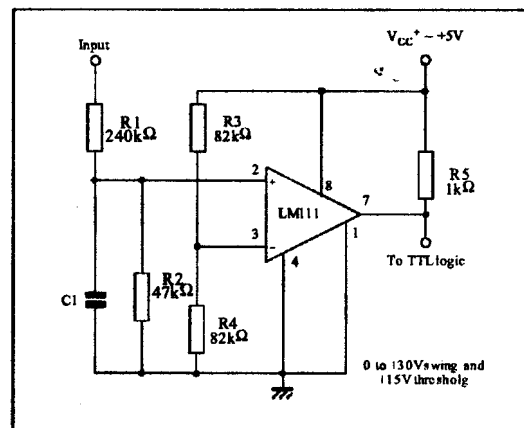 Input
V_CC+ - +5V
R1
240kΩ
R3
82kΩ
R5
1kΩ
2
8
+
LM111
7
3
-
4
1
To TTL logic
C1
R2
47kΩ
R4
82kΩ
0 to 130V swing and
115V threshold